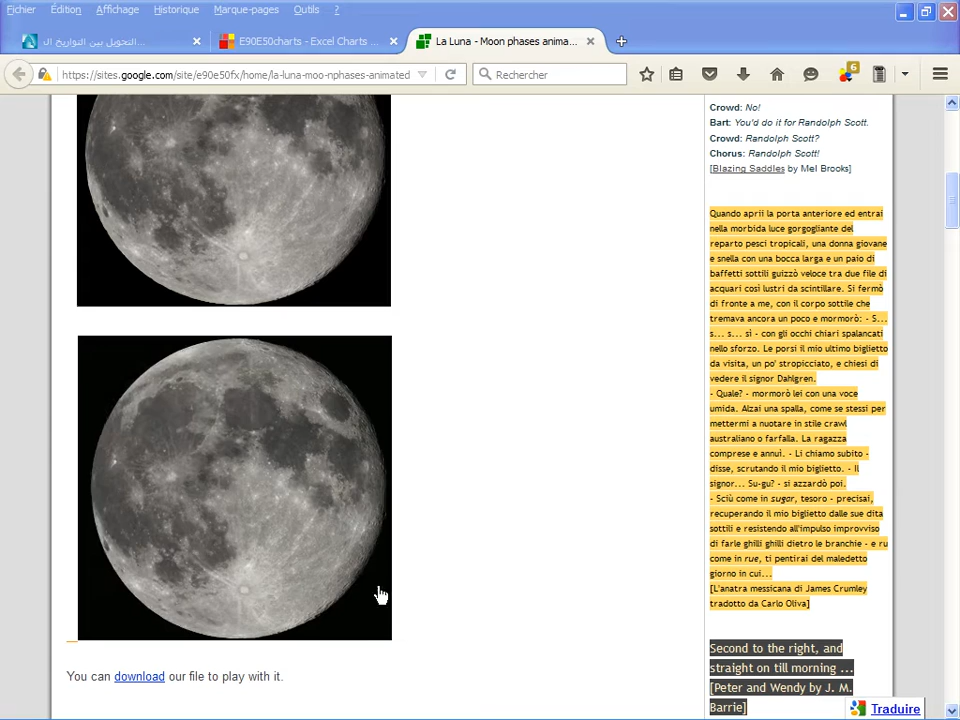 Fichier Édition Affichage Historique Marque-pages Outils ?
التحويل بين التواريخ ال...
E90E50charts - Excel Charts ...
La Luna - Moon phases anima...
https://sites.google.com/site/e90e50fx/home/la-luna-moo-nphases-animated
Rechercher
6
Crowd: No!
Bart: You'd do it for Randolph Scott.
Crowd: Randolph Scott?
Chorus: Randolph Scott!
[Blazing Saddles by Mel Brooks]
Quando aprii la porta anteriore ed entrai
nella morbida luce gorgogliante del
reparto pesci tropicali, una donna giovane
e snella con una bocca larga e un paio di
baffetti sottili guizzò veloce tra due file di
acquari così lustri da scintillare. Si fermò
di fronte a me, con il corpo sottile che
tremava ancora un poco e mormorò: - S...
s... s... sì - con gli occhi chiari spalancati
nello sforzo. Le porsi il mio ultimo biglietto
da visita, un po' stropicciato, e chiesi di
vedere il signor Dahlgren.
- Quale? - mormorò lei con una voce
umida. Alzai una spalla, come se stessi per
mettermi a nuotare in stile crawl
australiano o farfalla. La ragazza
comprese e annuì. - Li chiamo subito -
disse, scrutando il mio biglietto. - Il
signor... Su-gu? - si azzardò poi.
- Sciù come in sugar, tesoro - precisai,
recuperando il mio biglietto dalle sue dita
sottili e resistendo all'impulso improvviso
di farle ghilli ghilli dietro le branchie - e ru
come in rue, ti pentirai del maledetto
giorno in cui...
[L'anatra messicana di James Crumley
tradotto da Carlo Oliva]
Second to the right, and
straight on till morning ...
[Peter and Wendy by J. M.
Barrie]
You can download our file to play with it.
Traduire